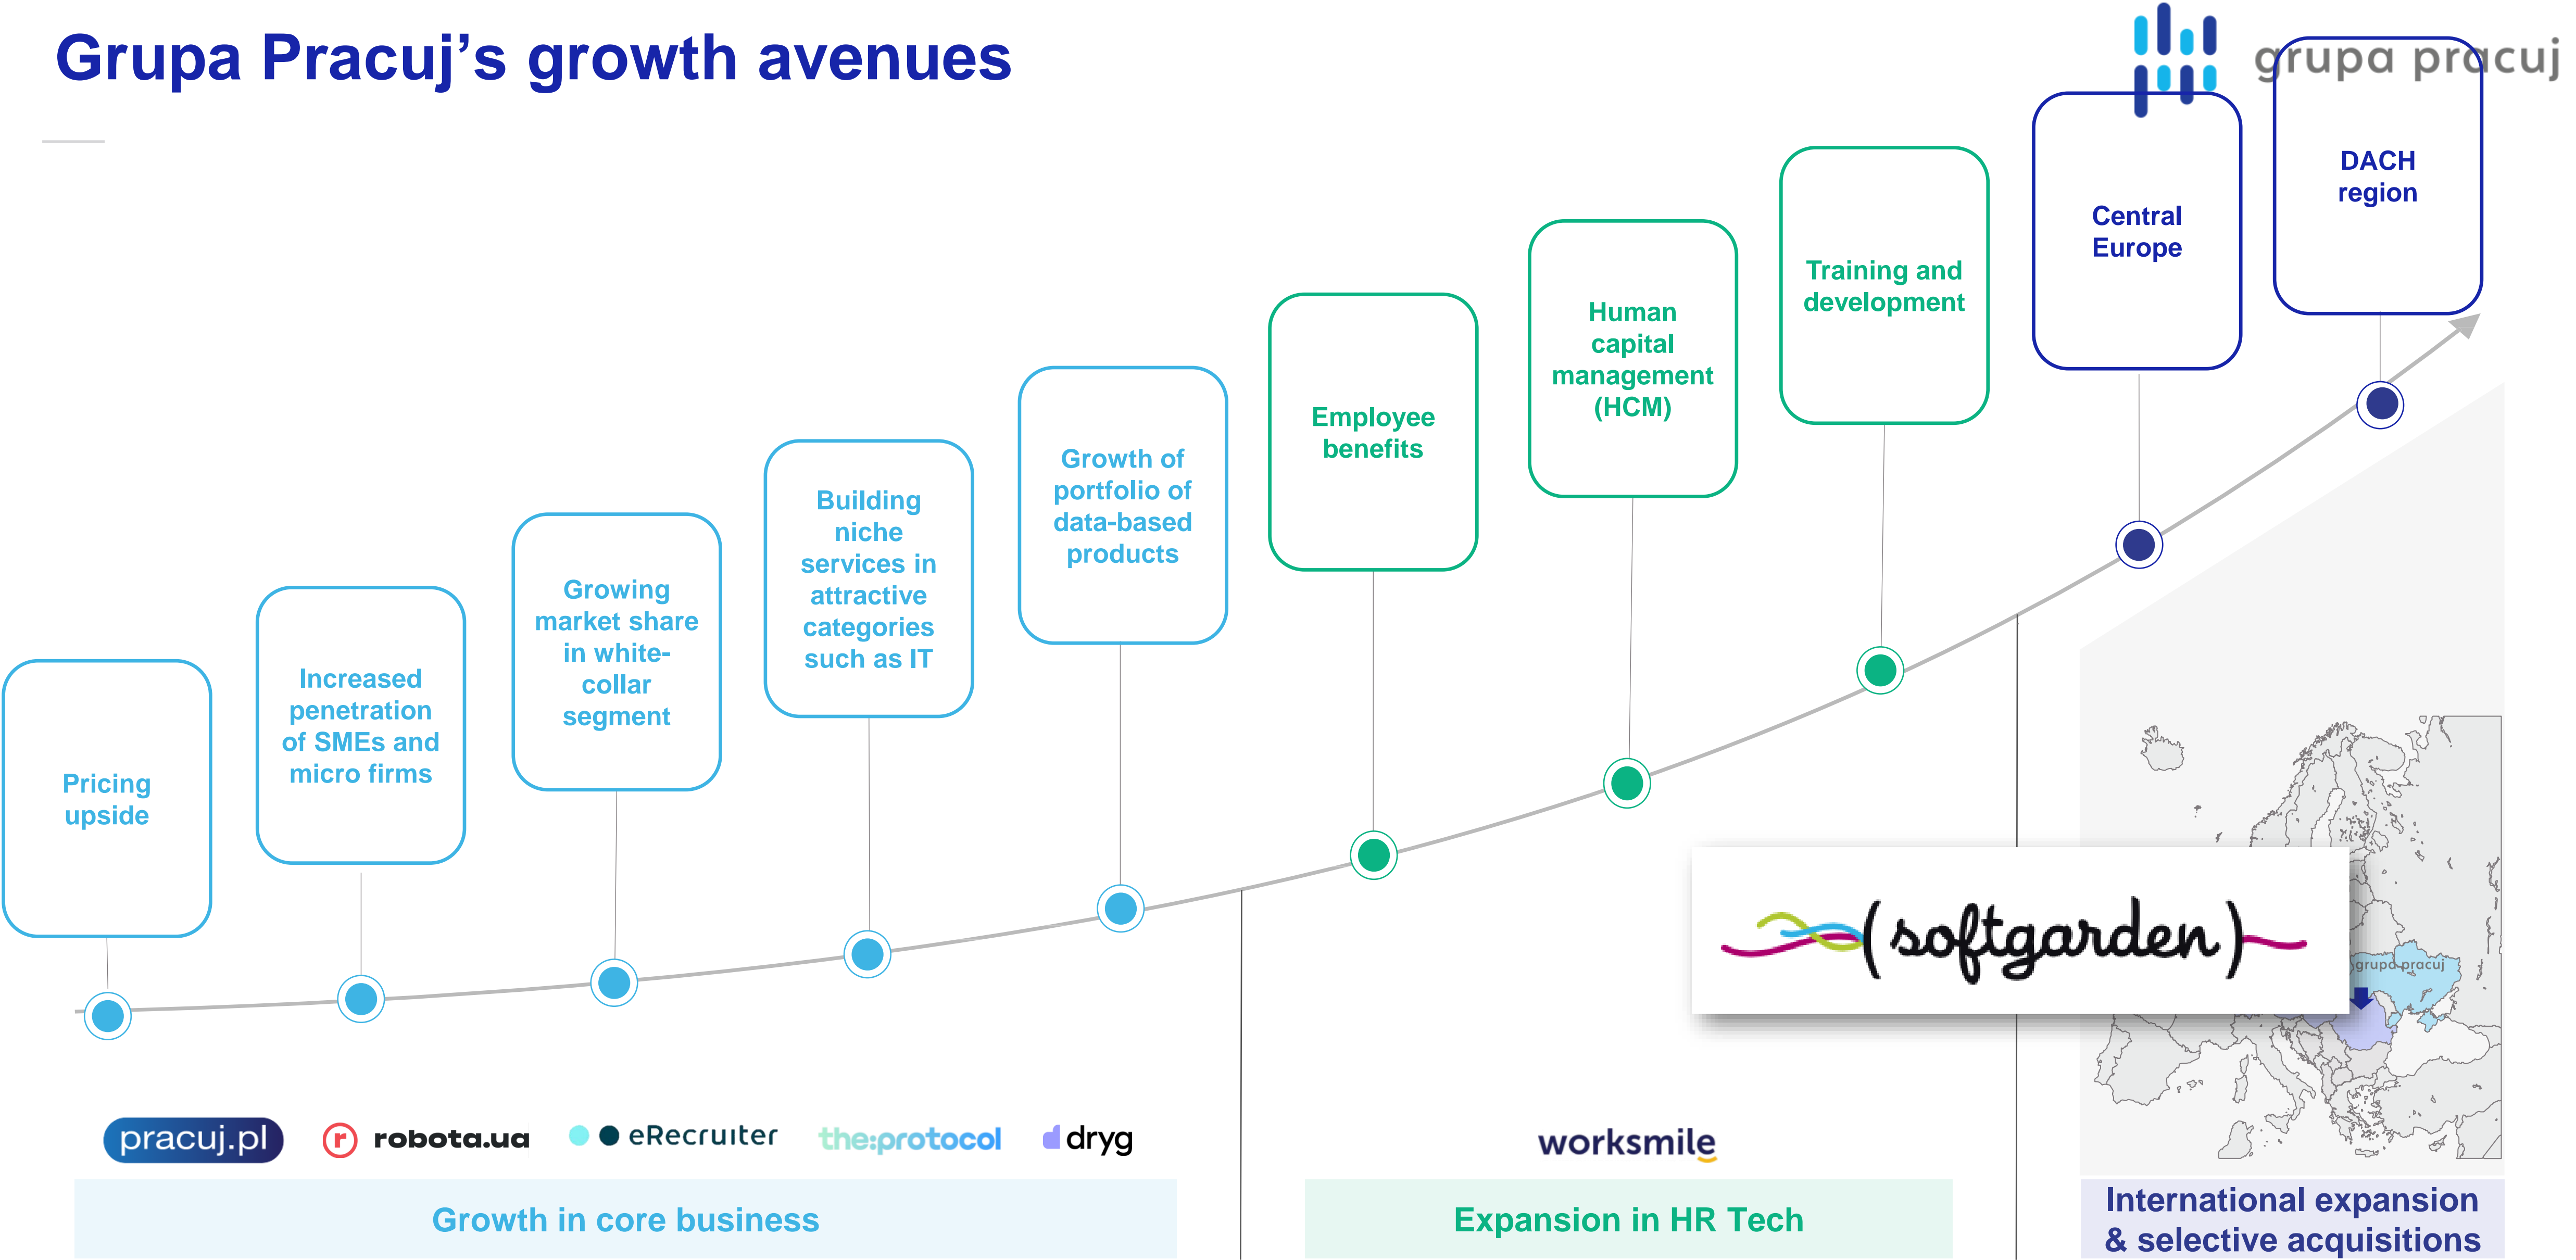 Grupa Pracuj’s growth avenues
grupa pracuj
Pricing
upside
Increased
penetration
of SMEs and
micro firms
Growing
market share
in white-
collar
segment
Building
niche
services in
attractive
categories
such as IT
Growth of
portfolio of
data-based
products
Employee
benefits
Human
capital
management
(HCM)
Training and
development
Central
Europe
DACH
region
(softgarden)
grupa pracuj
pracuj.pl
r robota.ua
eRecruiter
the:protocol
dryg
worksmile
Growth in core business
Expansion in HR Tech
International expansion
& selective acquisitions